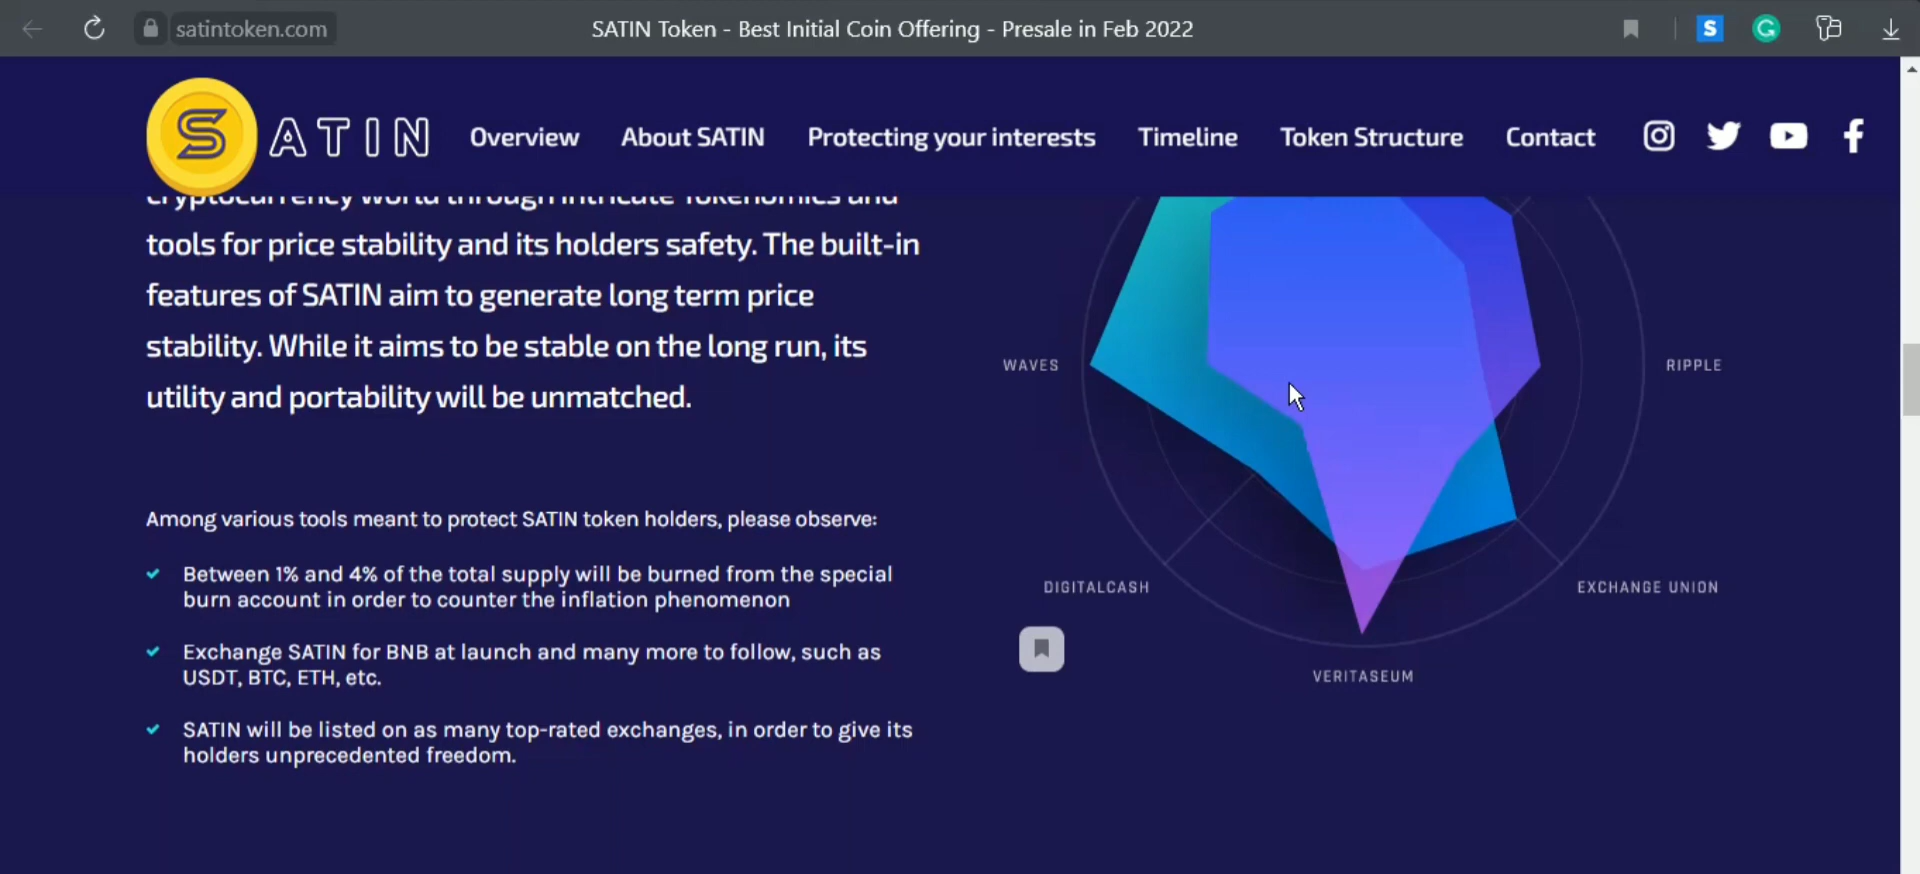 satintoken.com
SATIN Token - Best Initial Coin Offering - Presale in Feb 2022
S
G
SATIN
Overview
About SATIN
Protecting your interests
Timeline
Token Structure
Contact
cryptocurrency world through intricate Tokenomics and
tools for price stability and its holders safety. The built-in
features of SATIN aim to generate long term price
stability. While it aims to be stable on the long run, its
utility and portability will be unmatched.
Among various tools meant to protect SATIN token holders, please observe:
Between 1% and 4% of the total supply will be burned from the special
burn account in order to counter the inflation phenomenon
Exchange SATIN for BNB at launch and many more to follow, such as
USDT, BTC, ETH, etc.
SATIN will be listed on as many top-rated exchanges, in order to give its
holders unprecedented freedom.
WAVES
RIPPLE
DIGITALCASH
EXCHANGE UNION
VERITASEUM